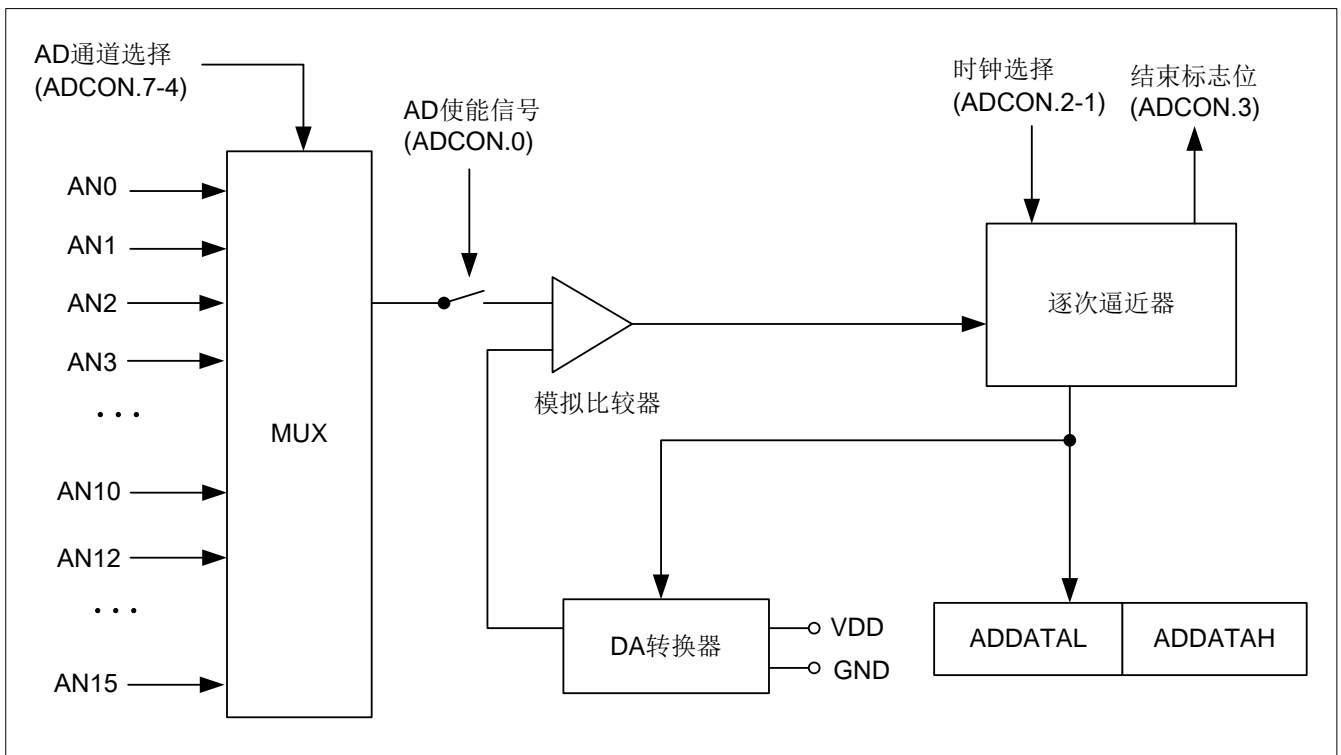 AD通道选择
(ADCON.7-4)
AD使能信号
(ADCON.0)
时钟选择
(ADCON.2-1)
结束标志位
(ADCON.3)
AN0
AN1
AN2
AN3
...
AN10
AN12
...
AN15
MUX
模拟比较器
逐次逼近器
DA转换器
VDD
GND
ADDATAL
ADDATAH